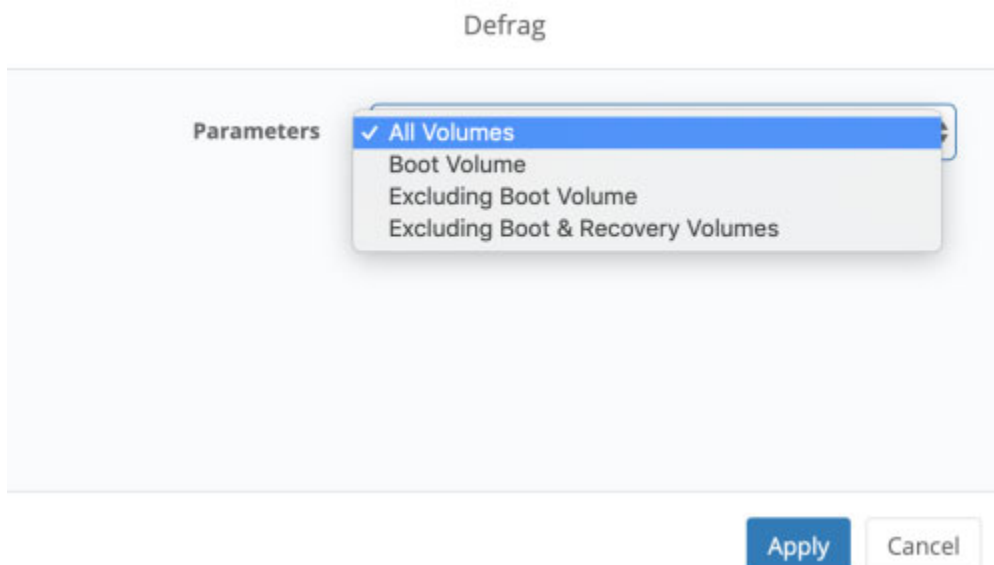 Defrag
Parameters
✓ All Volumes
Boot Volume
Excluding Boot Volume
Excluding Boot & Recovery Volumes
Apply
Cancel